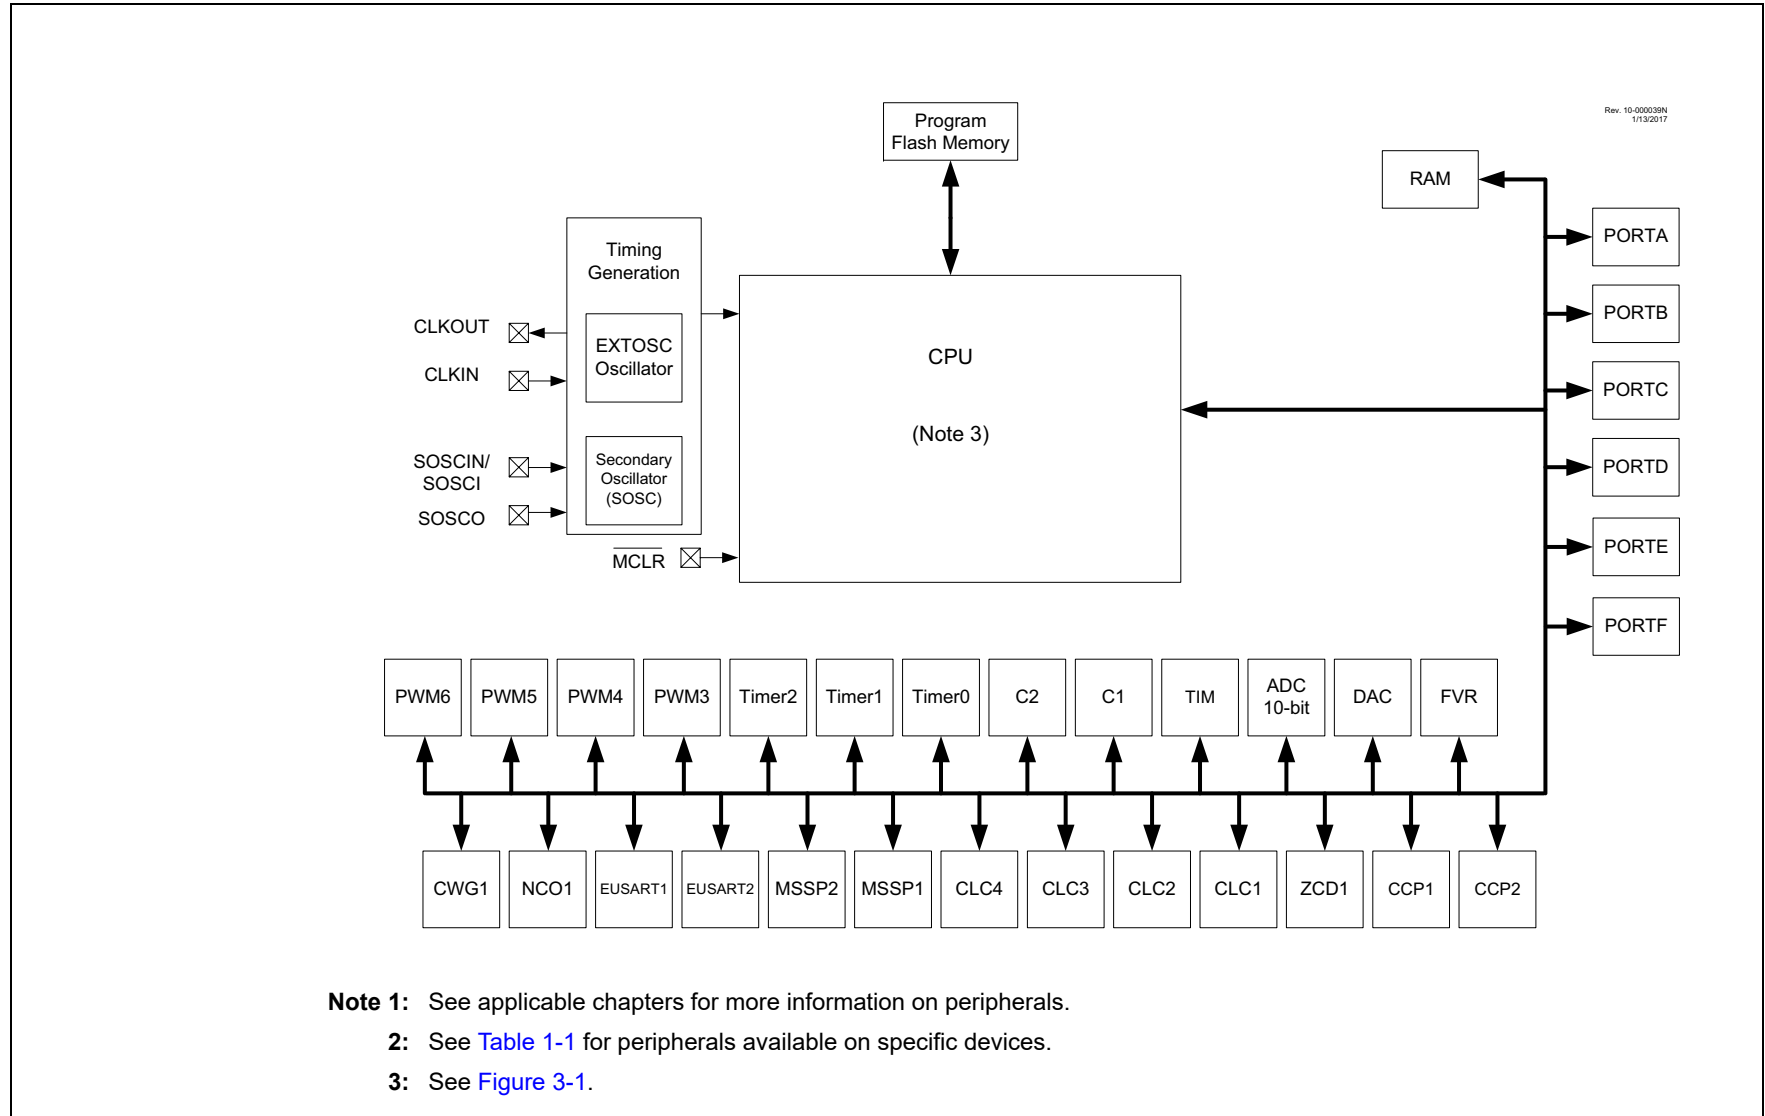 Rev. 10-000039N
1/13/2017
Program
Flash Memory
RAM
PORTA
PORTB
PORTC
PORTD
PORTE
PORTF
Timing
Generation
EXTOSC
Oscillator
Secondary
Oscillator
(SOSC)
CLKOUT
CLKIN
SOSCIN/
SOSCI
SOSCO
MCLR
CPU
(Note 3)
PWM6
PWM5
PWM4
PWM3
Timer2
Timer1
Timer0
C2
C1
TIM
ADC
10-bit
DAC
FVR
CWG1
NCO1
EUSART1
EUSART2
MSSP2
MSSP1
CLC4
CLC3
CLC2
CLC1
ZCD1
CCP1
CCP2
Note 1: See applicable chapters for more information on peripherals.
2: See Table 1-1 for peripherals available on specific devices.
3: See Figure 3-1.